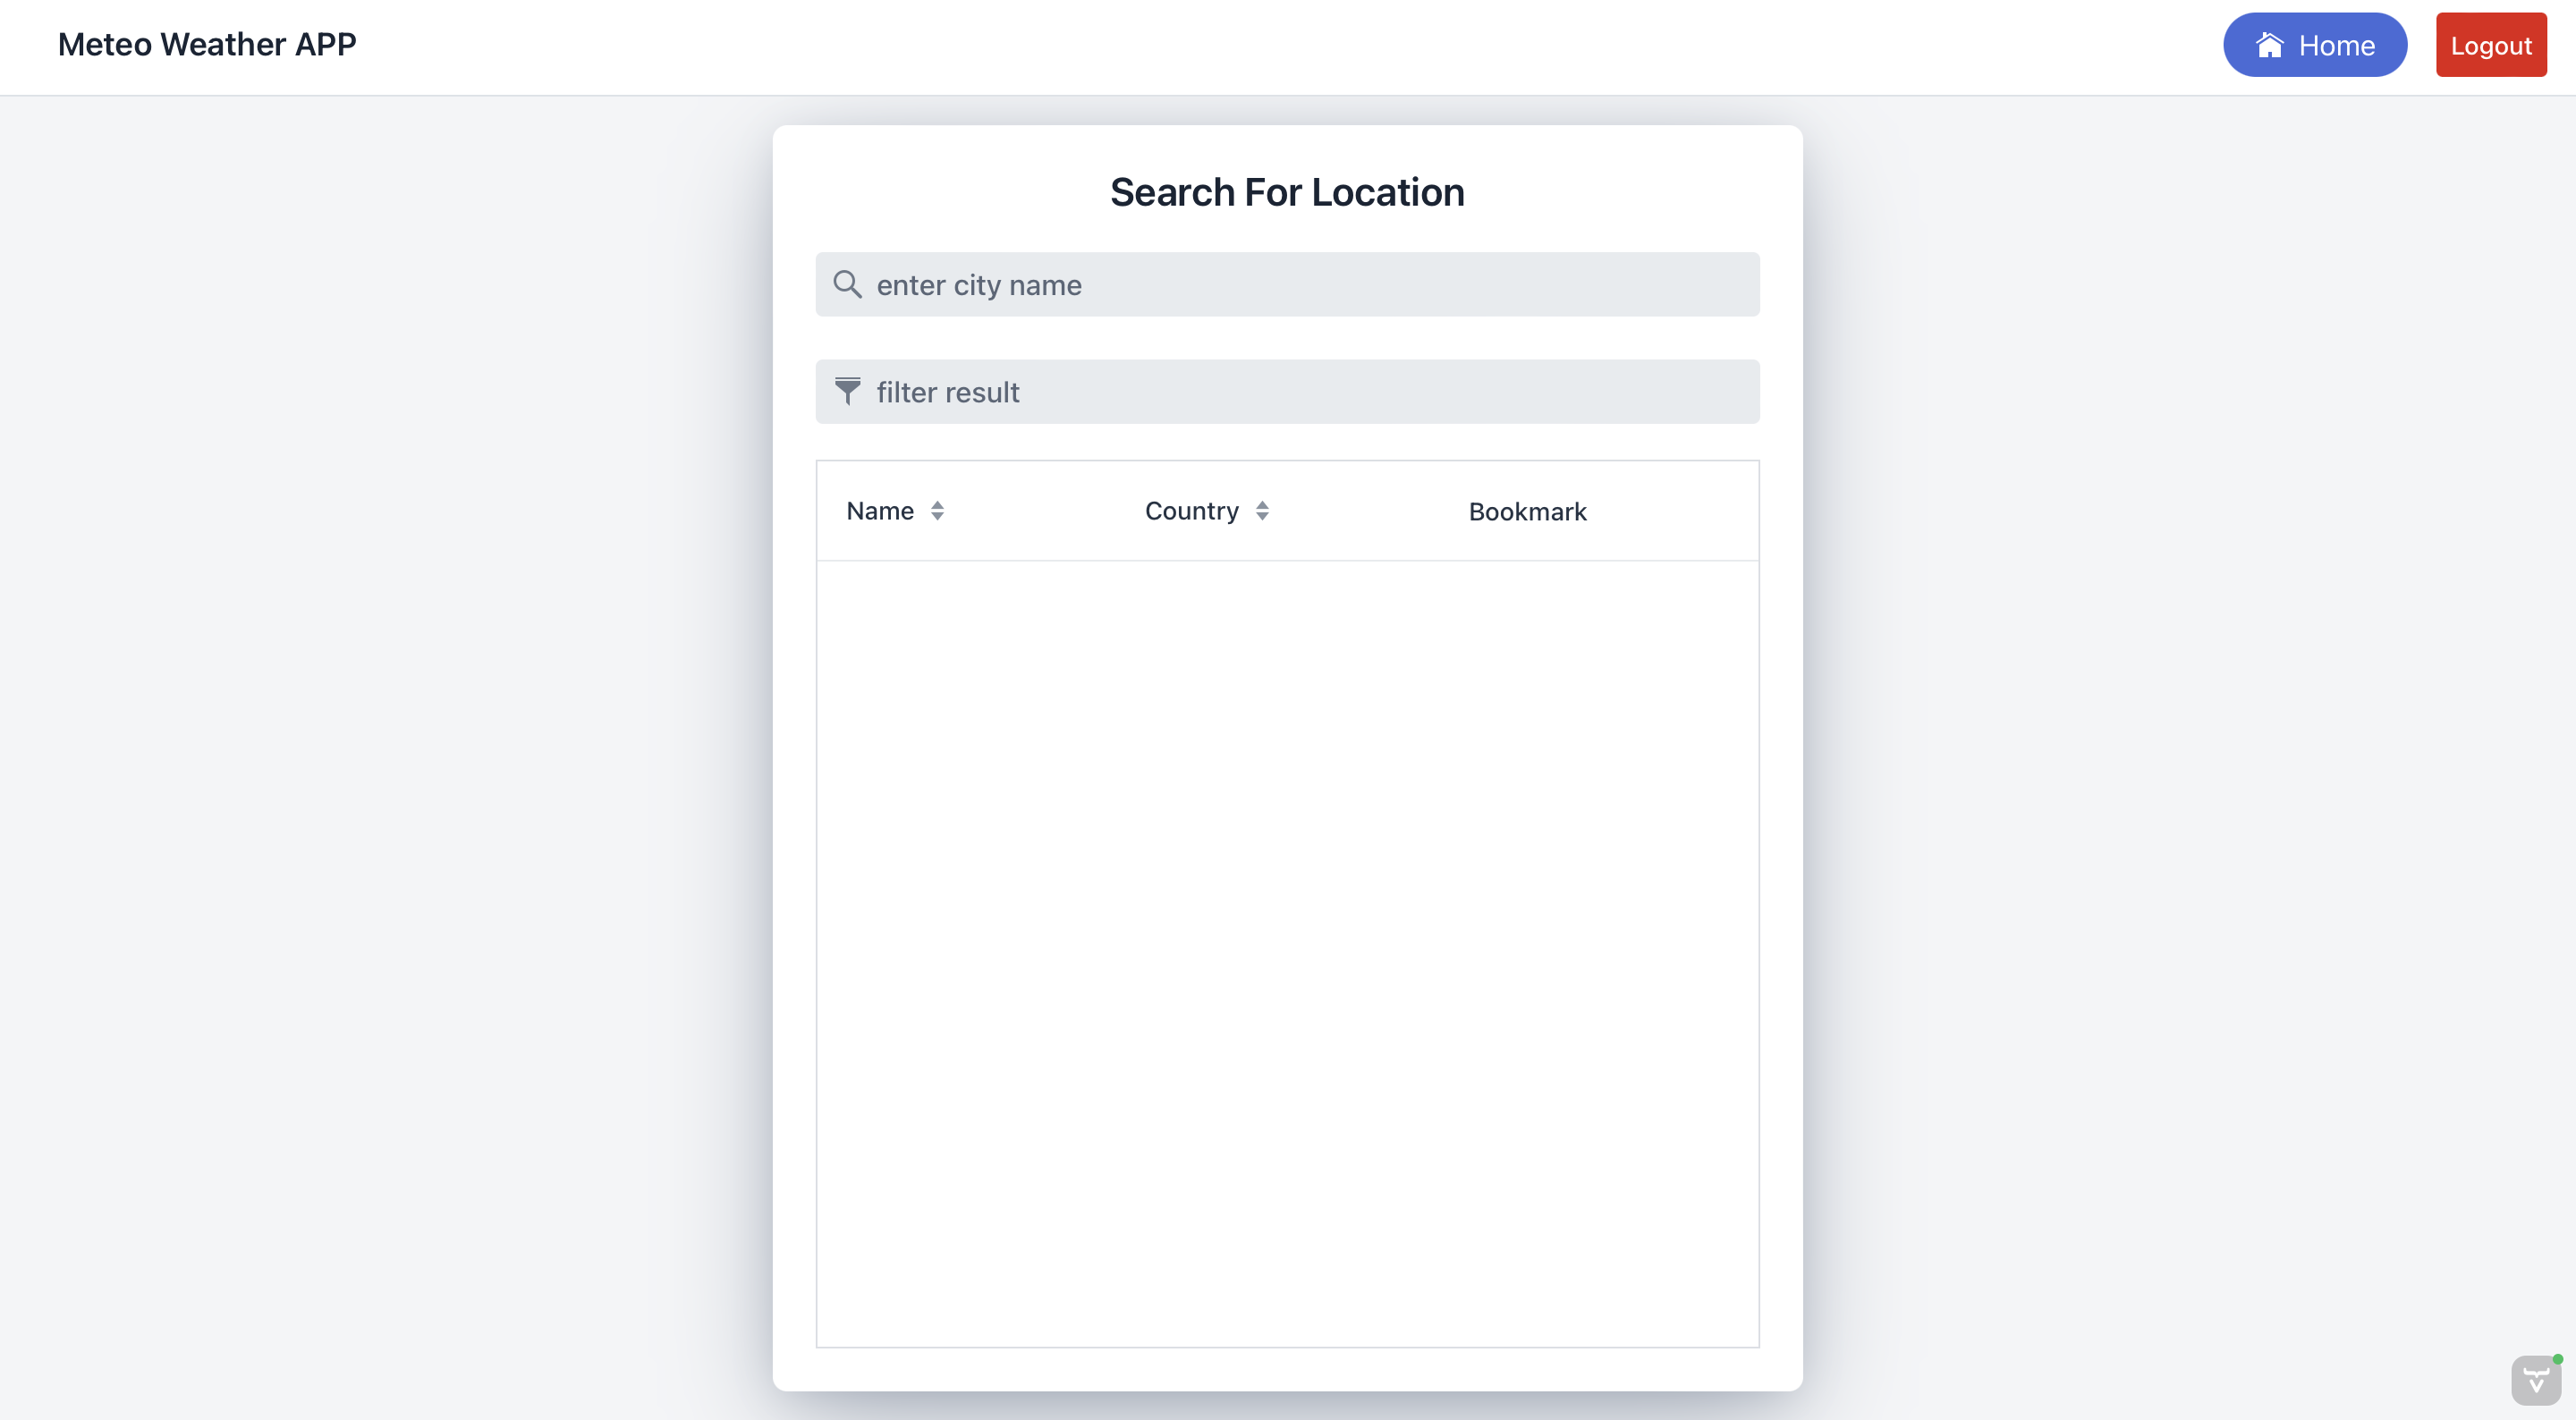 Meteo Weather APP
Home
Logout
Search For Location
enter city name
filter result
Name
Country
Bookmark